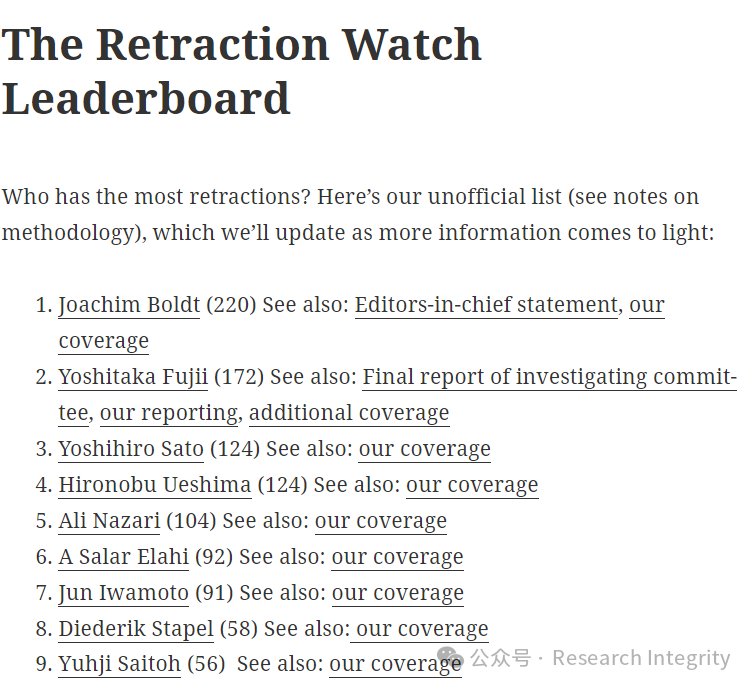 The Retraction Watch
Leaderboard
Who has the most retractions? Here’s our unofficial list (see notes on
methodology), which we’ll update as more information comes to light:
1. Joachim Boldt (220) See also: Editors-in-chief statement, our
coverage
2. Yoshitaka Fujii (172) See also: Final report of investigating commit-
tee, our reporting, additional coverage
3. Yoshihiro Sato (124) See also: our coverage
4. Hironobu Ueshima (124) See also: our coverage
5. Ali Nazari (104) See also: our coverage
6. A Salar Elahi (92) See also: our coverage
7. Jun Iwamoto (91) See also: our coverage
8. Diederik Stapel (58) See also: our coverage
9. Yuhji Saitoh (56) See also: our coverage
公众号 · Research Integrity